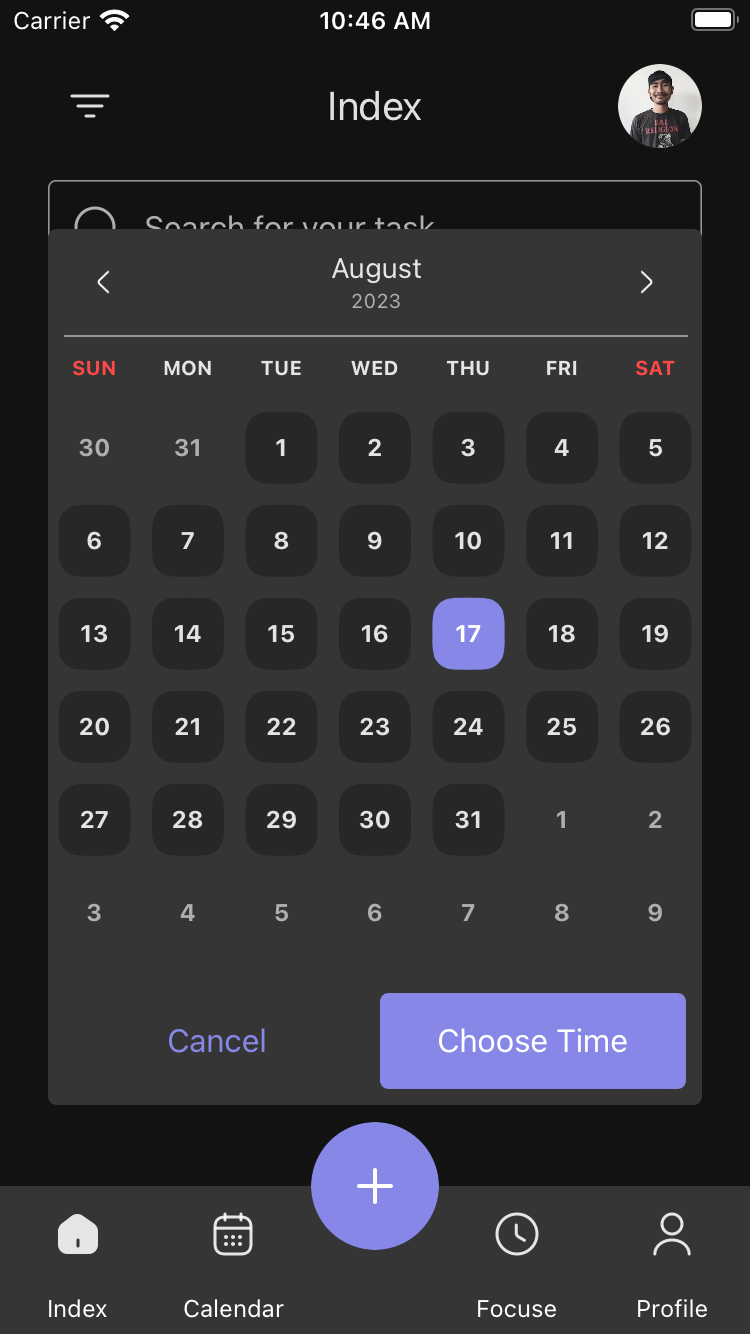 Carrier 10:46 AM
Index
BAD
RELIGION
Search for your task
August
2023
SUN MON TUE WED THU FRI SAT
30 31 1 2 3 4 5
6 7 8 9 10 11 12
13 14 15 16 17 18 19
20 21 22 23 24 25 26
27 28 29 30 31 1 2
3 4 5 6 7 8 9
Cancel Choose Time
Index Calendar Focuse Profile